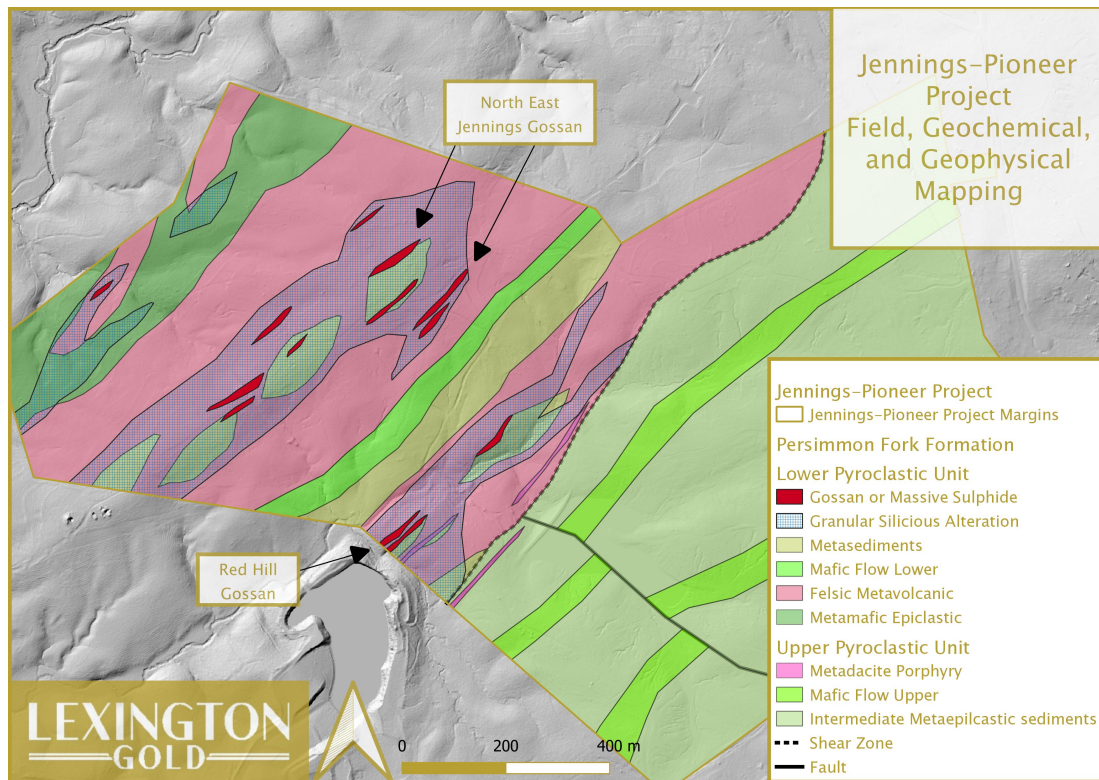 Jennings-Pioneer
Project
Field, Geochemical,
and Geophysical
Mapping
North East
Jennings Gossan
Red Hill
Gossan
Jennings-Pioneer Project
Jennings-Pioneer Project Margins
Persimmon Fork Formation
Lower Pyroclastic Unit
Gossan or Massive Sulphide
Granular Silicious Alteration
Metasediments
Mafic Flow Lower
Felsic Metavolcanic
Metamafic Epiclastic
Upper Pyroclastic Unit
Metadacite Porphyry
Mafic Flow Upper
Intermediate Metaepilcastic sediments
Shear Zone
Fault
LEXINGTON
GOLD
0 200 400 m